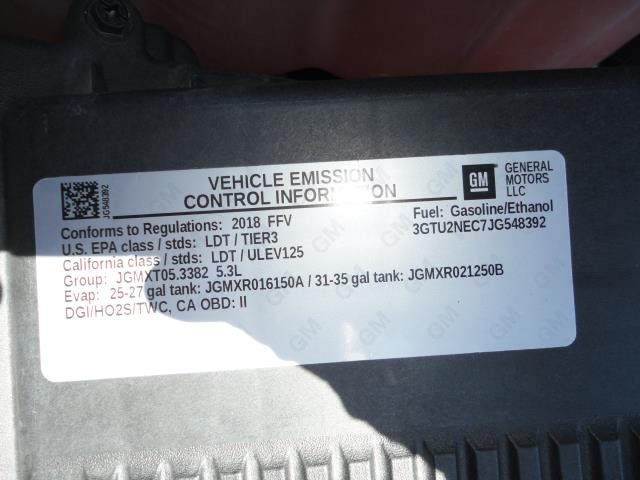 JG548392
VEHICLE EMISSION
CONTROL INFORMATION
GM
GENERAL
MOTORS
LLC
Conforms to Regulations: 2018 FFV
Fuel: Gasoline/Ethanol
U.S. EPA class / stds: LDT / TIER3
3GTU2NEC7JG548392
California class / stds: LDT / ULEV125
Group: JGMXT05.3382 5.3L
Evap: 25-27 gal tank: JGMXR016150A / 31-35 gal tank: JGMXR021250B
DGI/HO2S/TWC, CA OBD: II